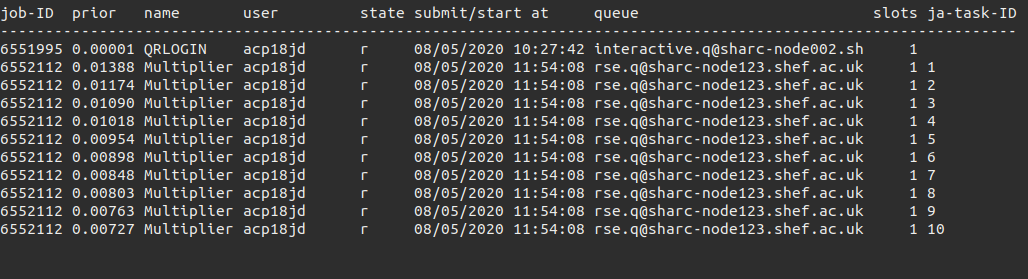 job-ID  prior   name       user         state submit/start at     queue                          slots ja-task-ID
-----------------------------------------------------------------------------------------------------------------
6551995 0.00001 QRLOGIN    acp18jd      r     08/05/2020 10:27:42 interactive.q@sharc-node002.sh     1
6552112 0.01388 Multiplier acp18jd      r     08/05/2020 11:54:08 rse.q@sharc-node123.shef.ac.uk     1 1
6552112 0.01174 Multiplier acp18jd      r     08/05/2020 11:54:08 rse.q@sharc-node123.shef.ac.uk     1 2
6552112 0.01090 Multiplier acp18jd      r     08/05/2020 11:54:08 rse.q@sharc-node123.shef.ac.uk     1 3
6552112 0.01018 Multiplier acp18jd      r     08/05/2020 11:54:08 rse.q@sharc-node123.shef.ac.uk     1 4
6552112 0.00954 Multiplier acp18jd      r     08/05/2020 11:54:08 rse.q@sharc-node123.shef.ac.uk     1 5
6552112 0.00898 Multiplier acp18jd      r     08/05/2020 11:54:08 rse.q@sharc-node123.shef.ac.uk     1 6
6552112 0.00848 Multiplier acp18jd      r     08/05/2020 11:54:08 rse.q@sharc-node123.shef.ac.uk     1 7
6552112 0.00803 Multiplier acp18jd      r     08/05/2020 11:54:08 rse.q@sharc-node123.shef.ac.uk     1 8
6552112 0.00763 Multiplier acp18jd      r     08/05/2020 11:54:08 rse.q@sharc-node123.shef.ac.uk     1 9
6552112 0.00727 Multiplier acp18jd      r     08/05/2020 11:54:08 rse.q@sharc-node123.shef.ac.uk     1 10